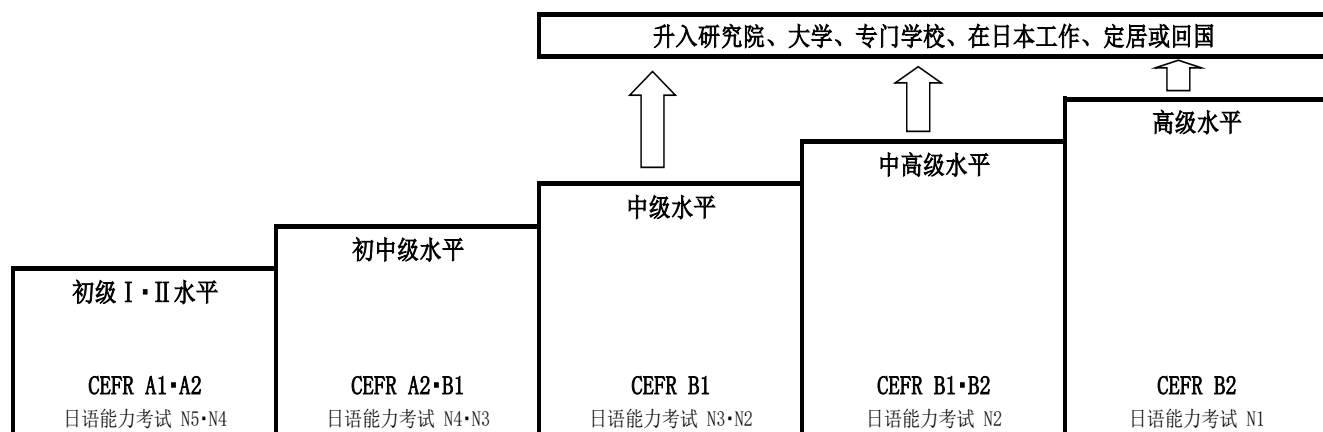 升入研究院、大学、专门学校、在日本工作、定居或回国
高级水平
中高级水平
中级水平
初中级水平
初级Ⅰ・Ⅱ水平
CEFR A1・A2
日语能力考试 N5・N4
CEFR A2・B1
日语能力考试 N4・N3
CEFR B1
日语能力考试 N3・N2
CEFR B1・B2
日语能力考试 N2
CEFR B2
日语能力考试 N1